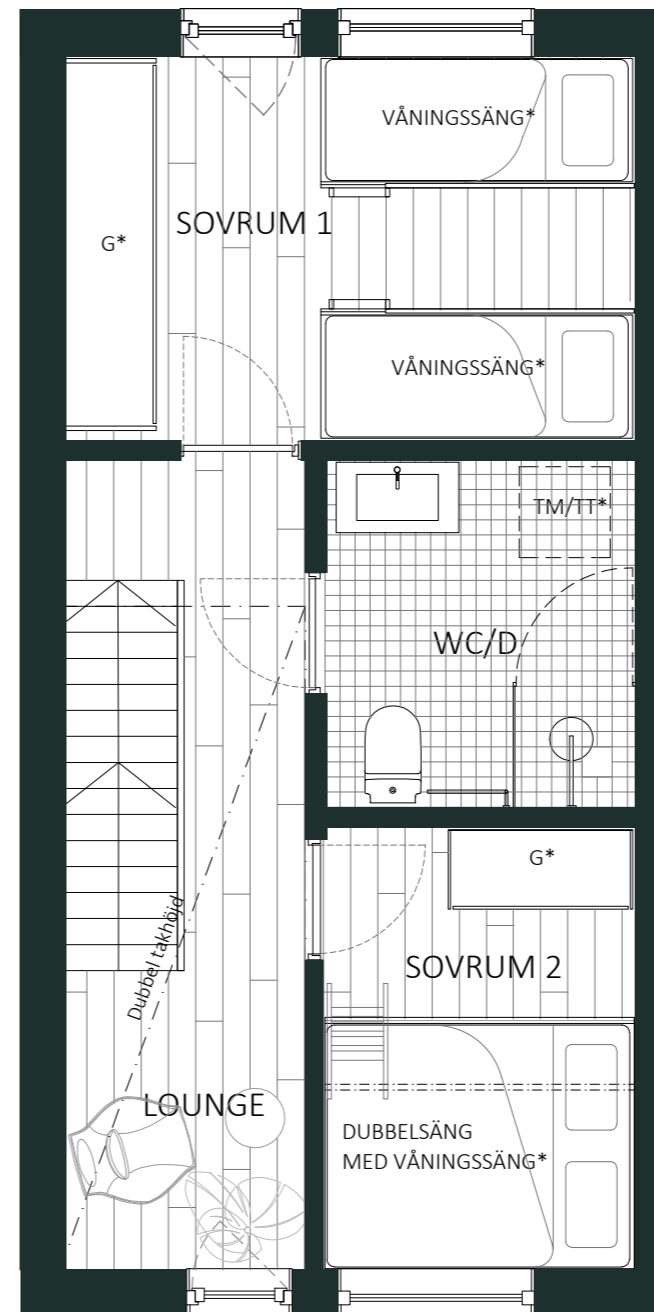 VÅNINGSSÄNG*
SOVRUM 1
G*
VÅNINGSSÄNG*
TM/TT*
WC/D
G*
SOVRUM 2
Dubbel takhöjd
LOUNGE
DUBBELSÄNG
MED VÅNINGSSÄNG*